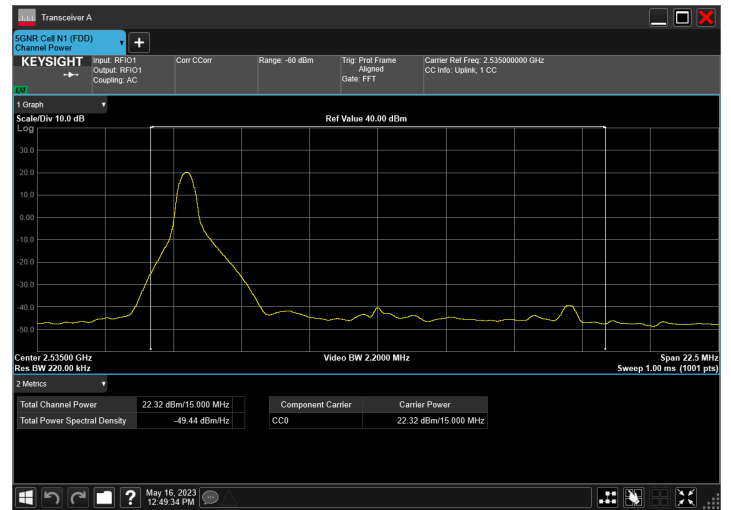 Transceiver A
5GNR Cell N1 (FDD)
Channel Power
KEYSIGHT
Input: RFIO1
Output: RFIO1
Coupling: AC
Corr CCorr
Range: -60 dBm
Trig: Prot Frame
Aligned
Gate: FFT
Carrier Ref Freq: 2.535000000 GHz
CC Info: Uplink, 1 CC
LXI
1 Graph
Scale/Div 10.0 dB
Ref Value 40.00 dBm
Log
30.0
20.0
10.0
0.00
-10.0
-20.0
-30.0
-40.0
-50.0
Center 2.53500 GHz
Video BW 2.2000 MHz
Span 22.5 MHz
Res BW 220.00 kHz
Sweep 1.00 ms (1001 pts)
2 Metrics
Total Channel Power 22.32 dBm/15.000 MHz
Total Power Spectral Density -49.44 dBm/Hz
Component Carrier Carrier Power
CC0 22.32 dBm/15.000 MHz
?
May 16, 2023
12:49:34 PM